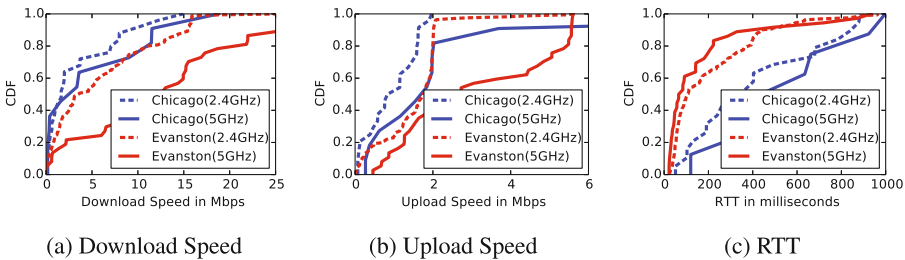 1.0
0.8
0.6
0.4
0.2
0.0
CDF
Chicago(2.4GHz)
Chicago(5GHz)
Evanston(2.4GHz)
Evanston(5GHz)
0 5 10 15 20 25
Download Speed in Mbps
(a) Download Speed
1.0
0.8
0.6
0.4
0.2
0.0
CDF
Chicago(2.4GHz)
Chicago(5GHz)
Evanston(2.4GHz)
Evanston(5GHz)
0 2 4 6
Upload Speed in Mbps
(b) Upload Speed
1.0
0.8
0.6
0.4
0.2
0.0
CDF
Chicago(2.4GHz)
Chicago(5GHz)
Evanston(2.4GHz)
Evanston(5GHz)
0 200 400 600 800 1000
RTT in milliseconds
(c) RTT